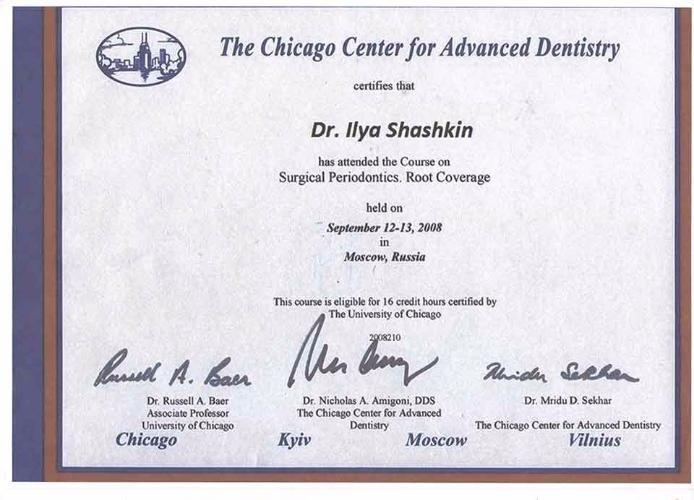 The Chicago Center for Advanced Dentistry
certifies that
Dr. Ilya Shashkin
has attended the Course on
Surgical Periodontics. Root Coverage
held on
September 12-13, 2008
in
Moscow, Russia
This course is eligible for 16 credit hours certified by
The University of Chicago
2008210
Russell A. Baer
Mridu Sekhar
Dr. Russell A. Baer
Associate Professor
University of Chicago
Dr. Nicholas A. Amigoni, DDS
The Chicago Center for Advanced
Dentistry
Dr. Mridu D. Sekhar
The Chicago Center for Advanced Dentistry
Chicago Kyiv Moscow Vilnius